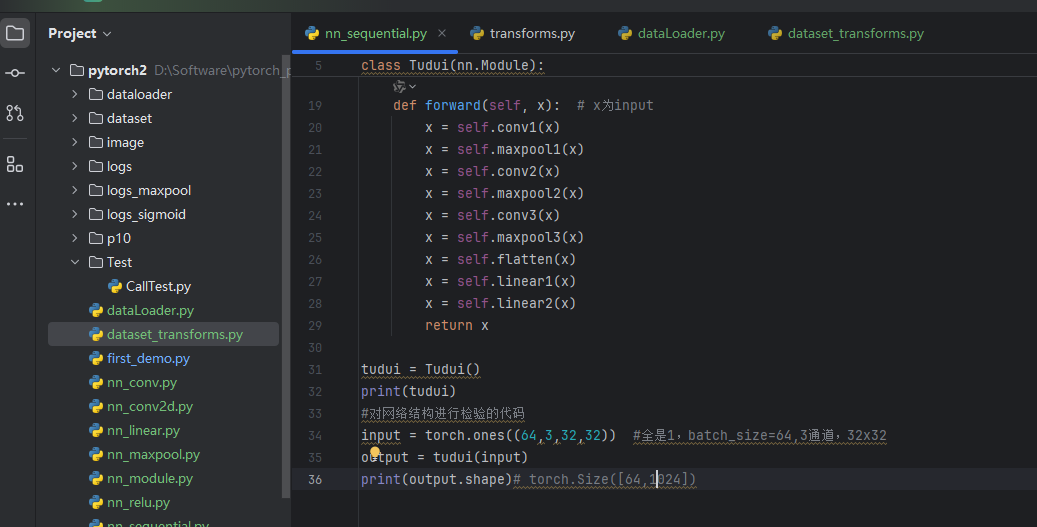 Project
pytorch2 D:\Software\pytorch_p
dataloader
dataset
image
logs
logs_maxpool
logs_sigmoid
p10
Test
CallTest.py
dataLoader.py
dataset_transforms.py
first_demo.py
nn_conv.py
nn_conv2d.py
nn_linear.py
nn_maxpool.py
nn_module.py
nn_relu.py
nn_sequential.py
nn_sequential.py × transforms.py dataLoader.py dataset_transforms.py
5 class Tudui(nn.Module):
19 def forward(self, x):  # x为input
20 x = self.conv1(x)
21 x = self.maxpool1(x)
22 x = self.conv2(x)
23 x = self.maxpool2(x)
24 x = self.conv3(x)
25 x = self.maxpool3(x)
26 x = self.flatten(x)
27 x = self.linear1(x)
28 x = self.linear2(x)
29 return x
30
31 tudui = Tudui()
32 print(tudui)
33 #对网络结构进行检验的代码
34 input = torch.ones((64,3,32,32))  #全是1，batch_size=64,3通道，32x32
35 output = tudui(input)
36 print(output.shape)# torch.Size([64,1024])